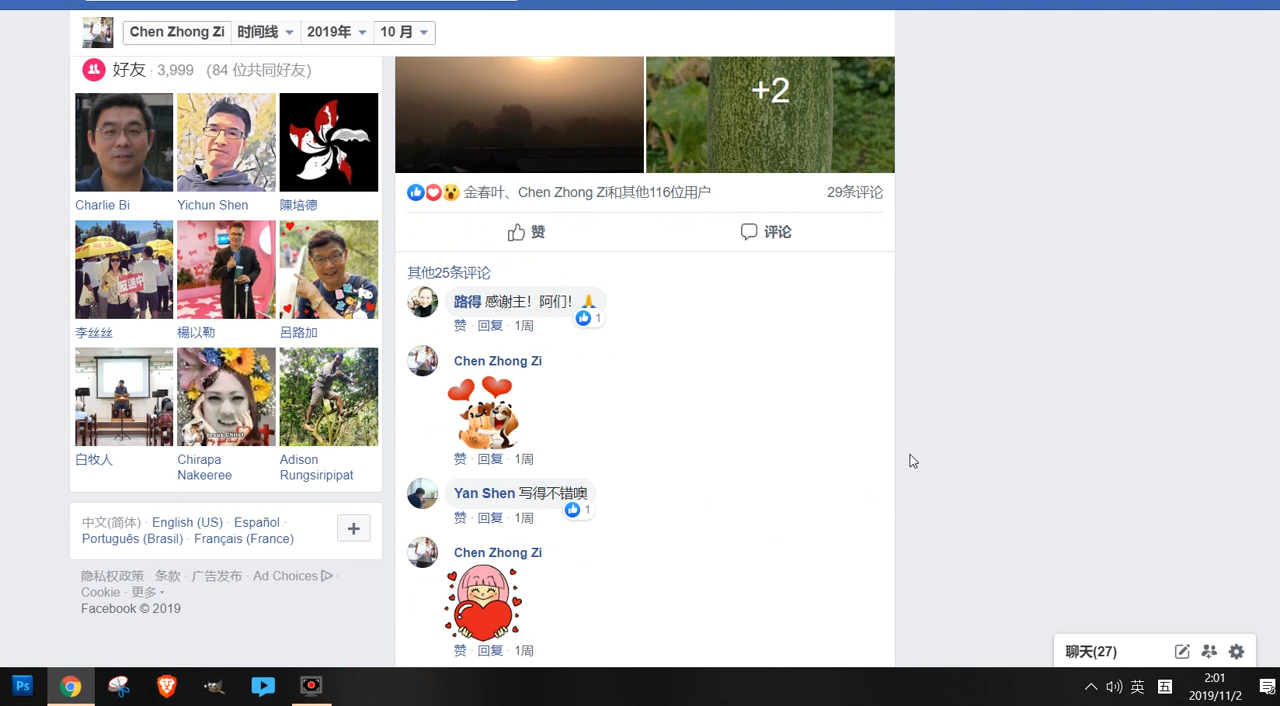 Chen Zhong Zi 时间线 2019年 10 月
好友 · 3,999 (84 位共同好友)
Charlie Bi
Yichun Shen
陳培德
李丝丝
楊以勒
呂路加
白牧人
Chirapa
Nakeeree
Adison
Rungsiripipat
中文(简体) · English (US) · Español ·
Português (Brasil) · Français (France)
+
隐私权政策 · 条款 · 广告发布 · Ad Choices ·
Cookie · 更多
Facebook © 2019
+2
金春叶、Chen Zhong Zi和其他116位用户
29条评论
赞
评论
其他25条评论
路得 感谢主！阿们！
1
赞 · 回复 · 1周
Chen Zhong Zi
赞 · 回复 · 1周
Yan Shen 写得不错噢
1
赞 · 回复 · 1周
Chen Zhong Zi
赞 · 回复 · 1周
聊天(27)
Ps
英
五
2:01
2019/11/2